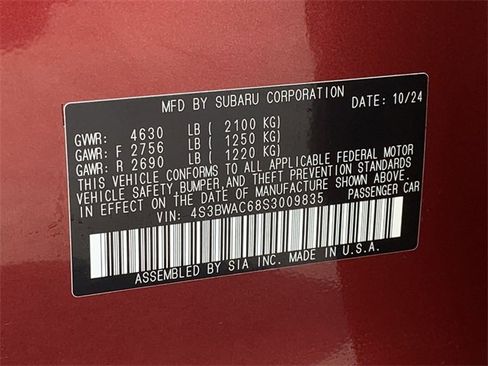 MFD BY SUBARU CORPORATION
DATE: 10/24
GVWR: 4630 LB ( 2100 KG)
GAWR: F 2756 LB ( 1250 KG)
GAWR: R 2690 LB ( 1220 KG)
THIS VEHICLE CONFORMS TO ALL APPLICABLE FEDERAL MOTOR
VEHICLE SAFETY,BUMPER,AND THEFT PREVENTION STANDARDS
IN EFFECT ON THE DATE OF MANUFACTURE SHOWN ABOVE.
VIN: 4S3BWAC68S3009835 PASSENGER CAR
ASSEMBLED BY SIA INC. MADE IN U.S.A.